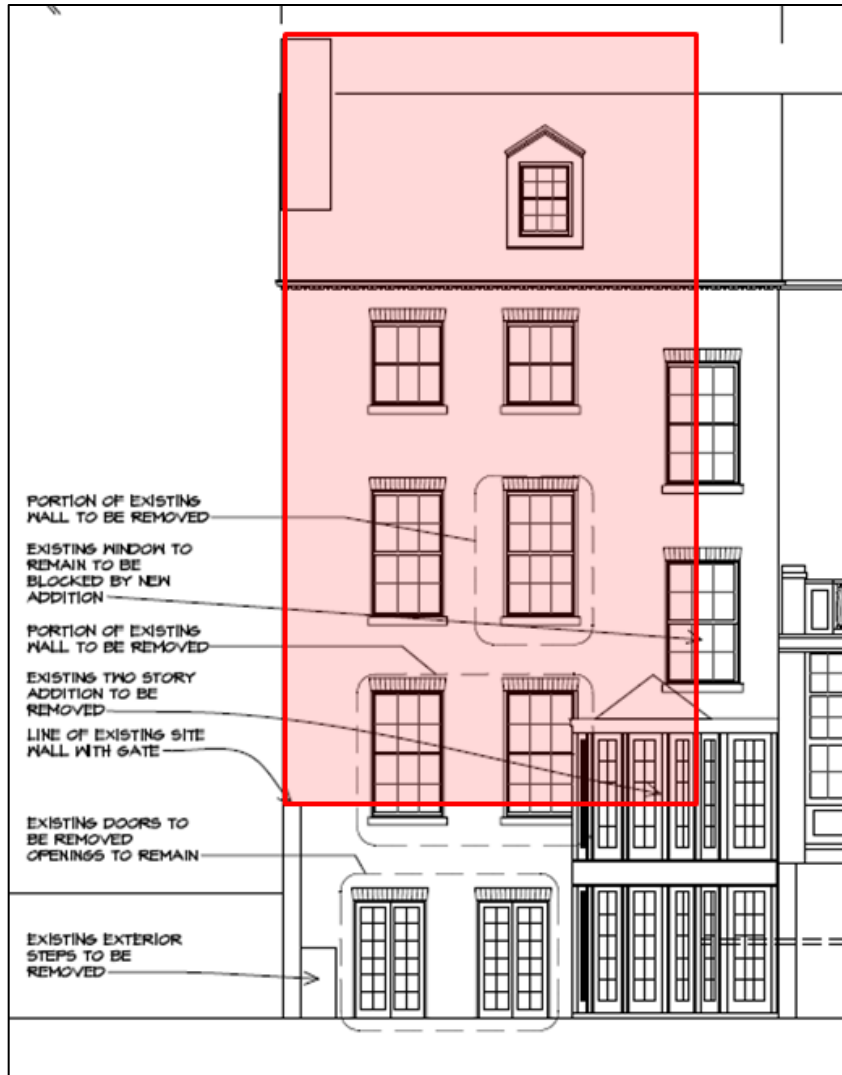 PORTION OF EXISTING
WALL TO BE REMOVED
EXISTING WINDOW TO
REMAIN TO BE
BLOCKED BY NEW
ADDITION
PORTION OF EXISTING
WALL TO BE REMOVED
EXISTING TWO STORY
ADDITION TO BE
REMOVED
LINE OF EXISTING SITE
WALL WITH GATE
EXISTING DOORS TO
BE REMOVED
OPENINGS TO REMAIN
EXISTING EXTERIOR
STEPS TO BE
REMOVED